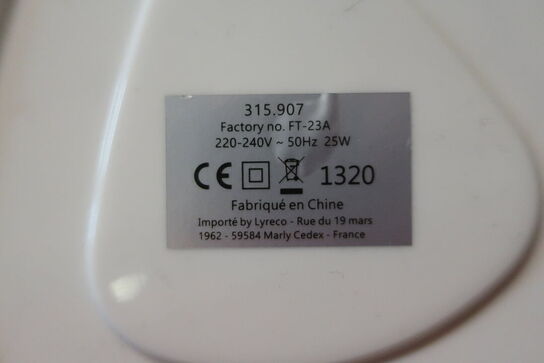 315.907
Factory no. FT-23A
220-240V ~ 50Hz 25W
CE 1320
Fabriqué en Chine
Importé by Lyreco - Rue du 19 mars
1962 - 59584 Marly Cedex - France